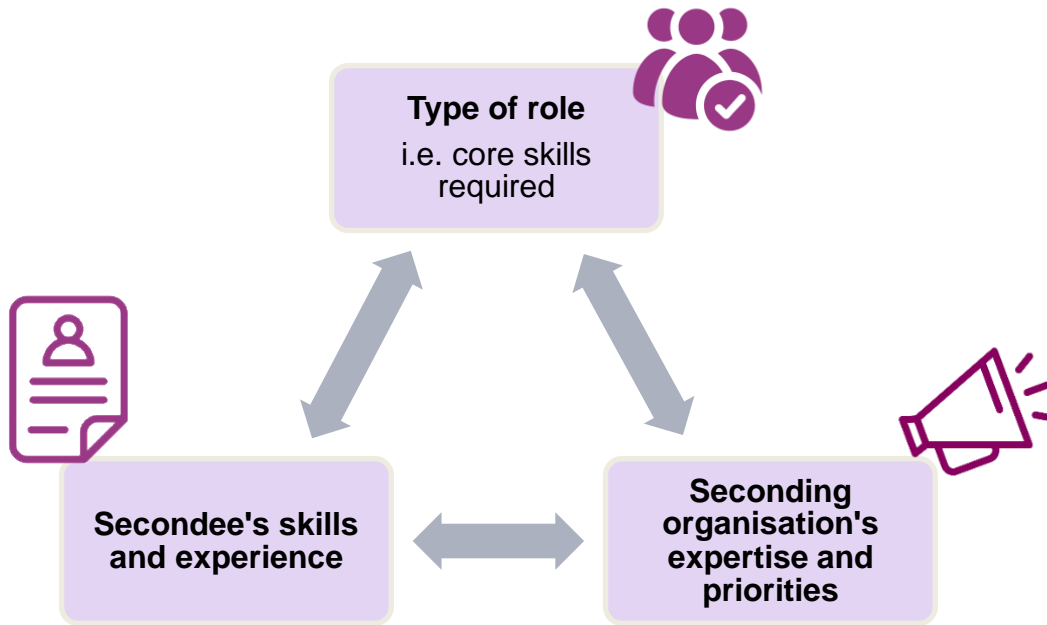 Type of role
i.e. core skills
required
Secondee's skills
and experience
Seconding
organisation's
expertise and
priorities